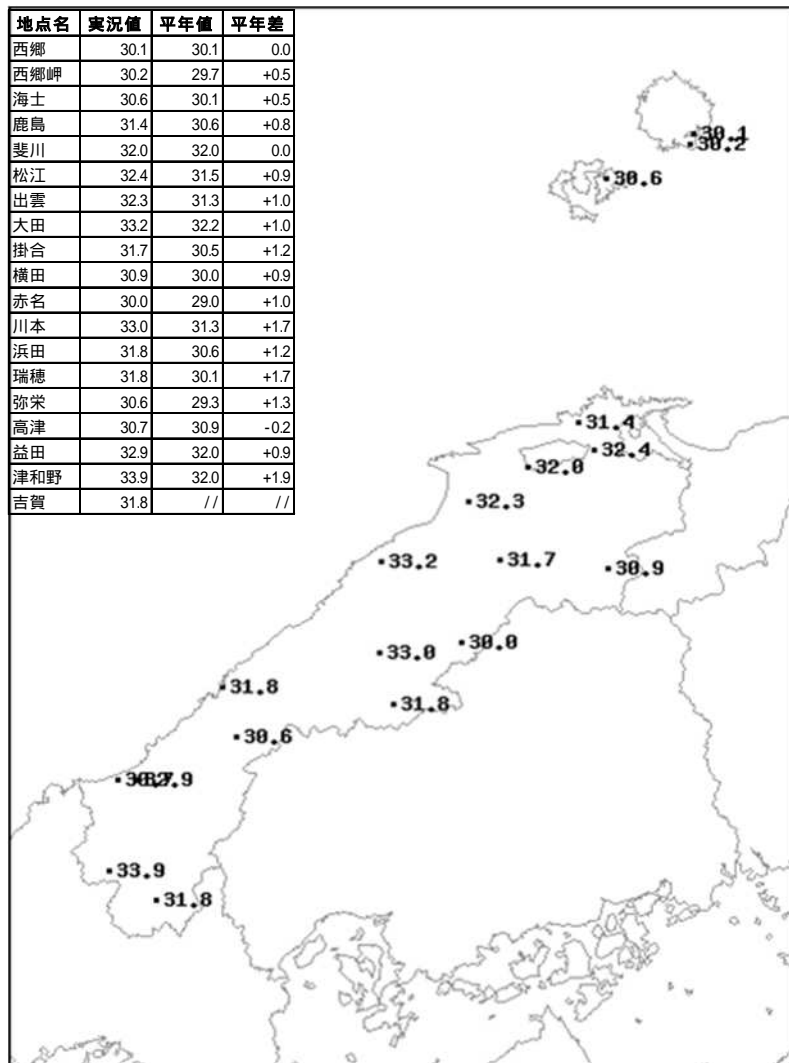 地点名 実況値 平年値 平年差
西郷 30.1 30.1 0.0
西郷岬 30.2 29.7 +0.5
海士 30.6 30.1 +0.5
鹿島 31.4 30.6 +0.8
斐川 32.0 32.0 0.0
松江 32.4 31.5 +0.9
出雲 32.3 31.3 +1.0
大田 33.2 32.2 +1.0
掛合 31.7 30.5 +1.2
横田 30.9 30.0 +0.9
赤名 30.0 29.0 +1.0
川本 33.0 31.3 +1.7
浜田 31.8 30.6 +1.2
瑞穂 31.8 30.1 +1.7
弥栄 30.6 29.3 +1.3
高津 30.7 30.9 -0.2
益田 32.9 32.0 +0.9
津和野 33.9 32.0 +1.9
吉賀 31.8 // //
30.1
30.2
30.6
31.4
32.4
32.0
32.3
33.2
31.7
30.9
30.0
33.0
31.8
31.8
30.6
33.9
31.8